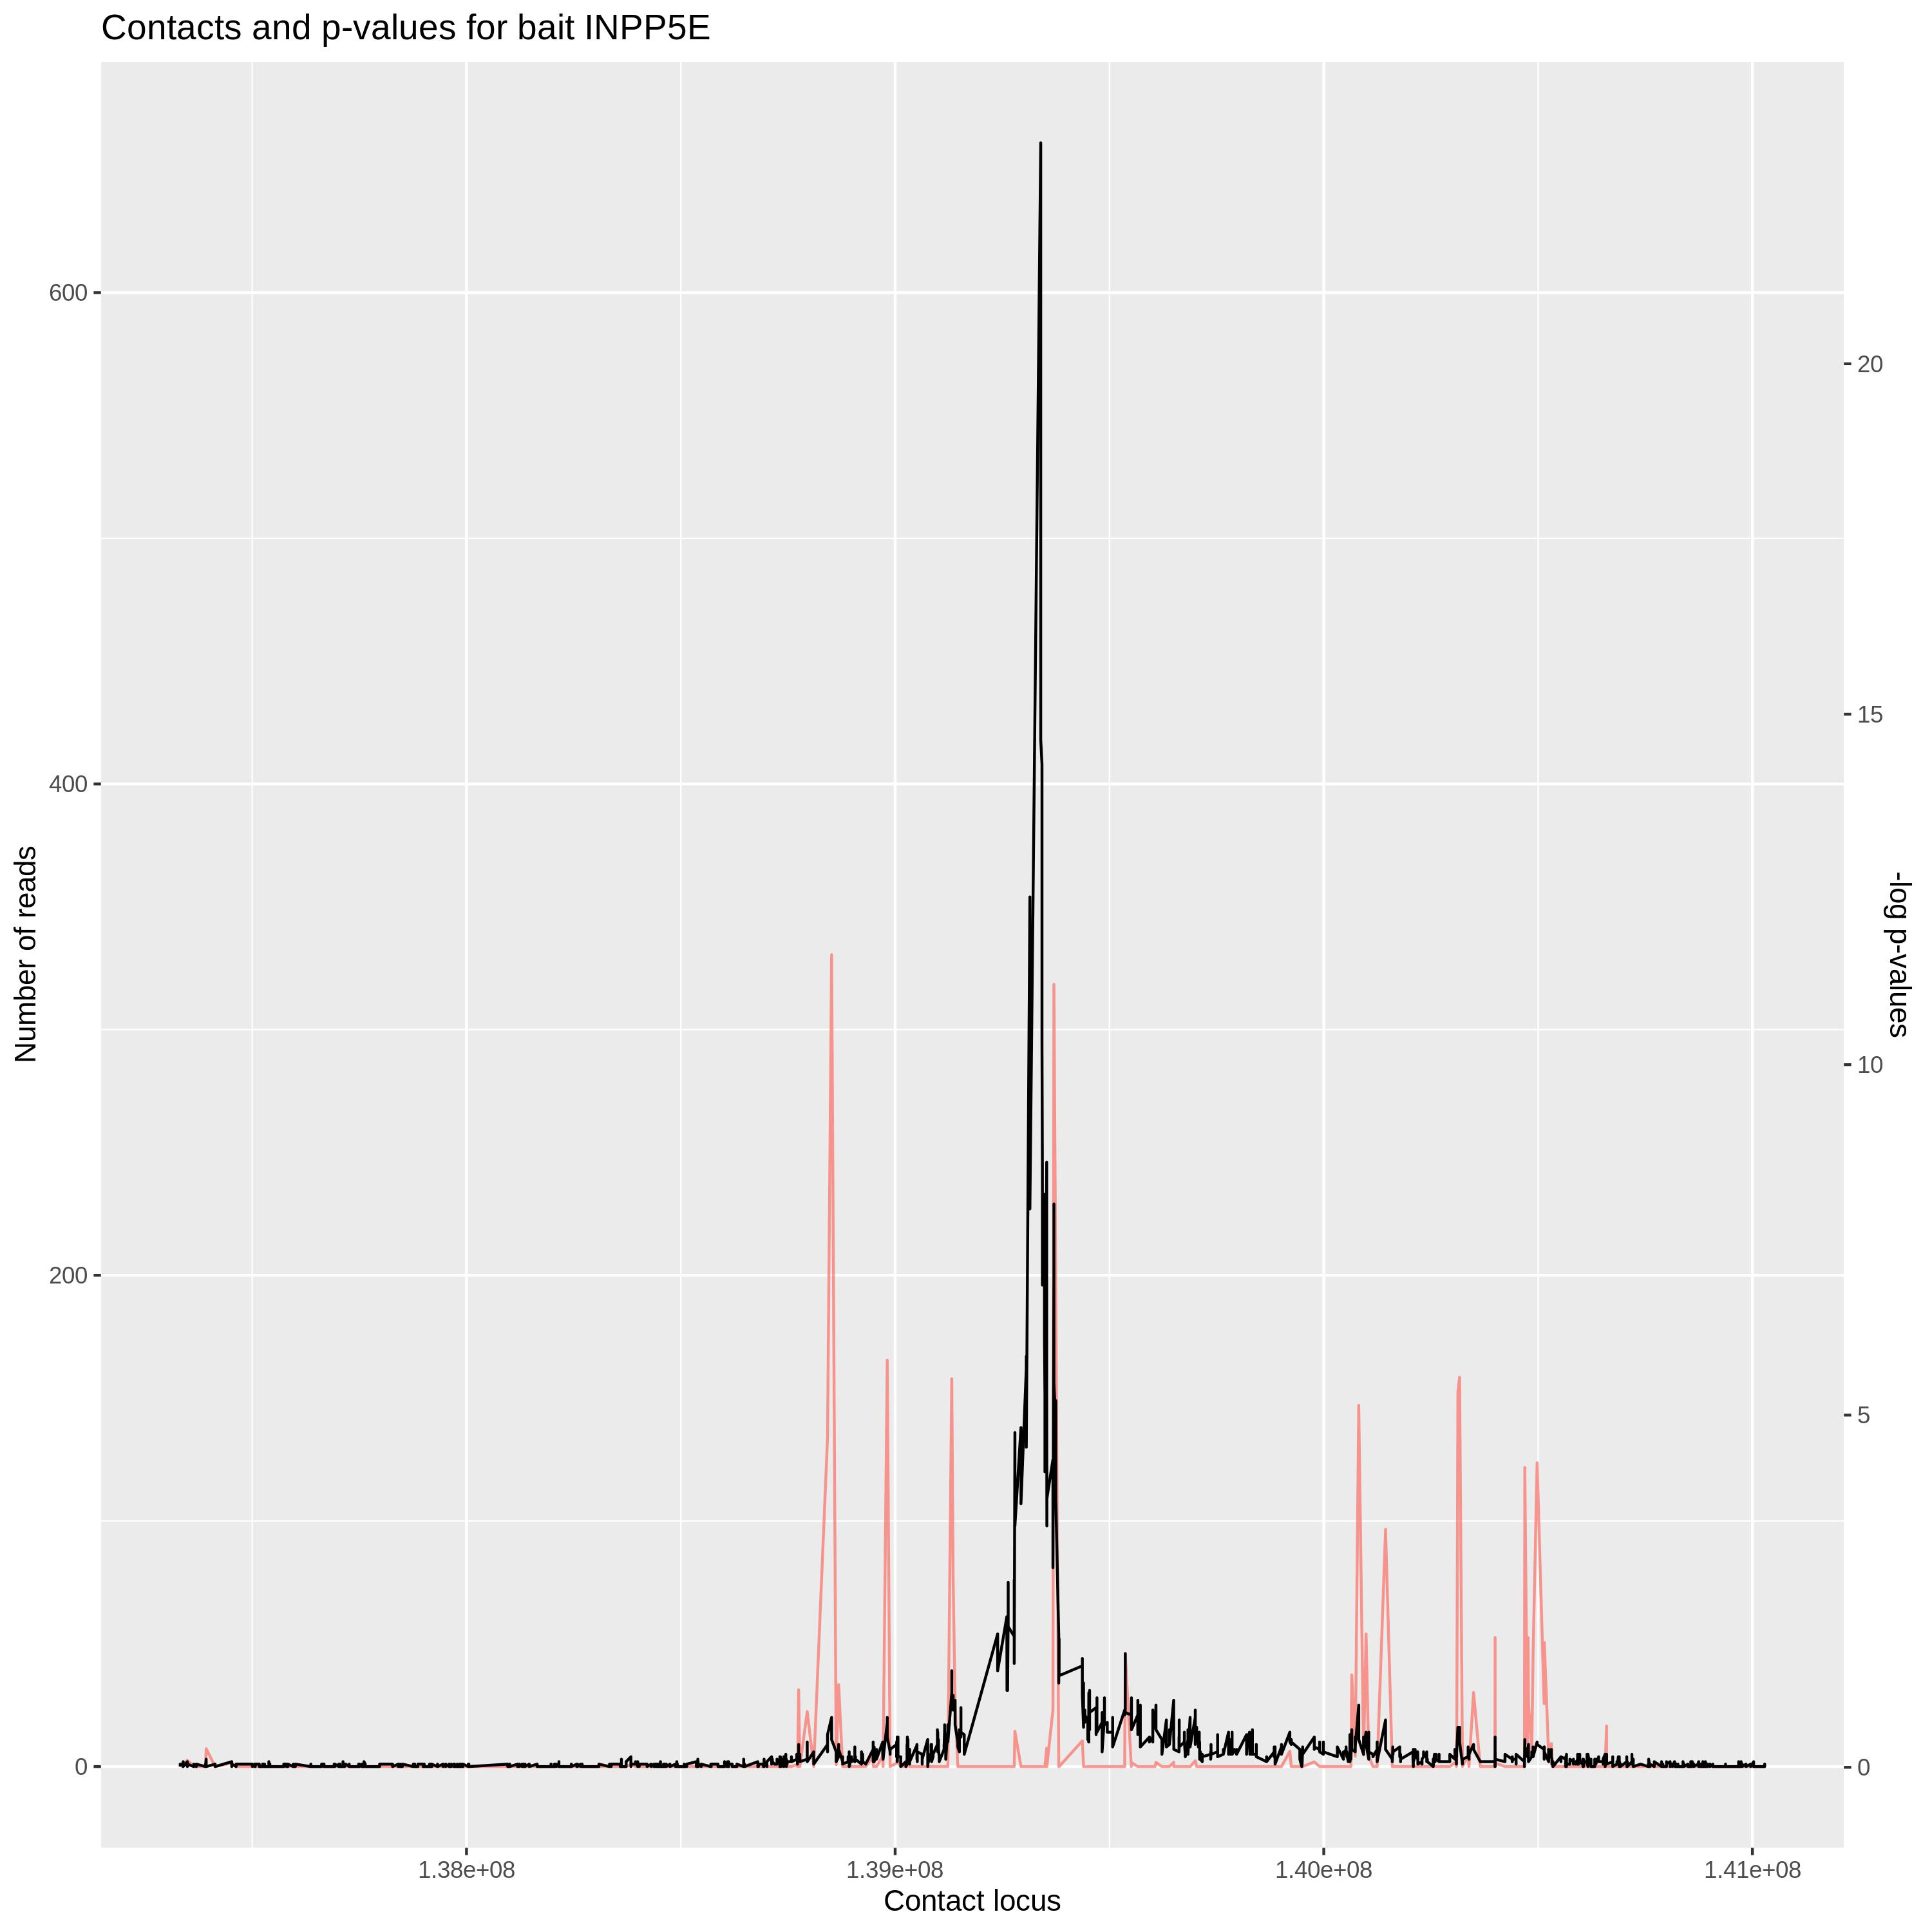 Contacts and p-values for bait INPP5E
Number of reads
600
400
200
0
20
15
10
5
0
-log p-values
1.38e+08
1.39e+08
1.40e+08
1.41e+08
Contact locus